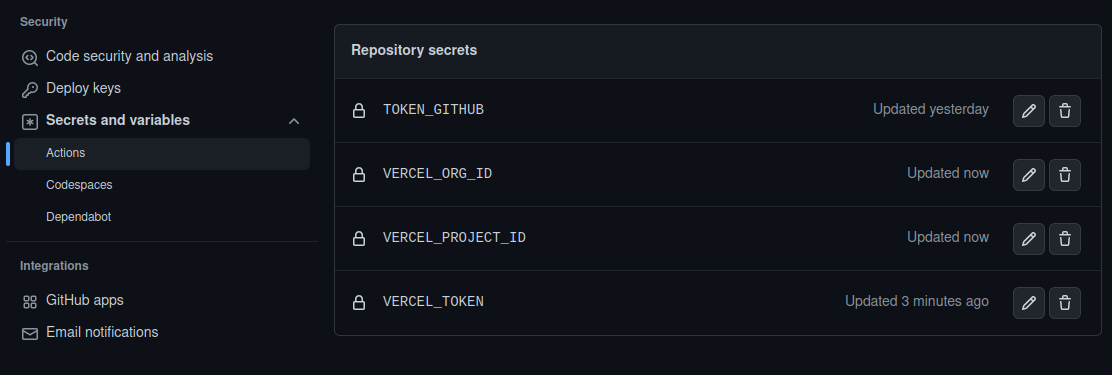 Security
Code security and analysis
Deploy keys
Secrets and variables
Actions
Codespaces
Dependabot
Integrations
GitHub apps
Email notifications
Repository secrets
TOKEN_GITHUB Updated yesterday
VERCEL_ORG_ID Updated now
VERCEL_PROJECT_ID Updated now
VERCEL_TOKEN Updated 3 minutes ago